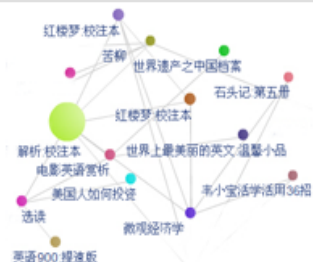 红楼梦:校注本
苦柳
世界遗产之中国档案
石头记.第五册
红楼梦:校注本
解析:校注本
世界上最美丽的英文.温馨小品
电影英语赏析
美国人如何投资
韦小宝活学活用36招
选读
微观经济学
英语900.提速版